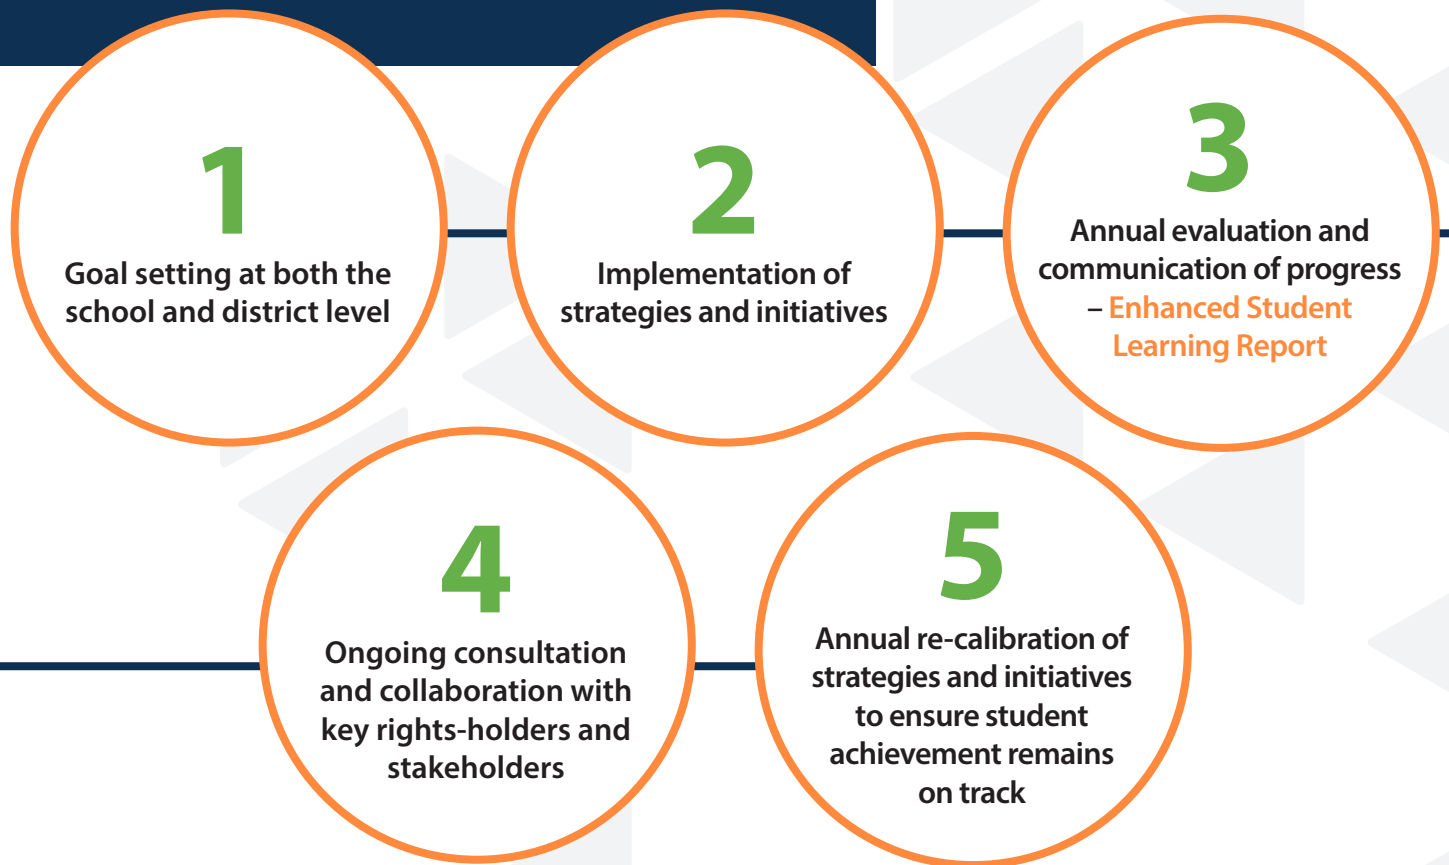 1
Goal setting at both the
school and district level
2
Implementation of
strategies and initiatives
3
Annual evaluation and
communication of progress
– Enhanced Student
Learning Report
4
Ongoing consultation
and collaboration with
key rights-holders and
stakeholders
5
Annual re-calibration of
strategies and initiatives
to ensure student
achievement remains
on track